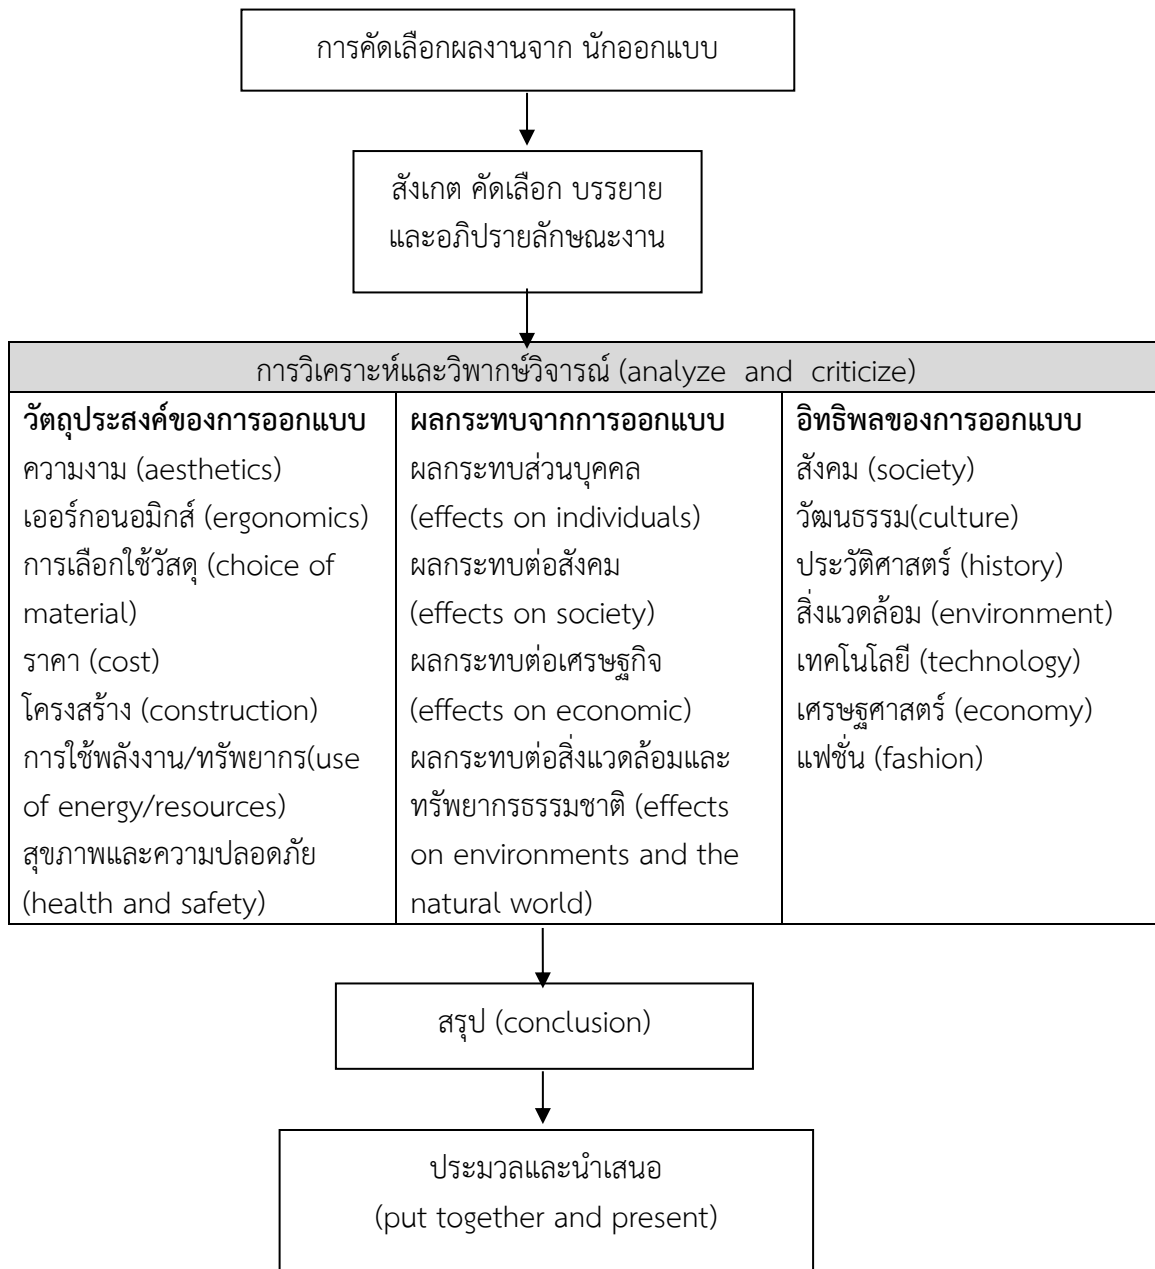 การคัดเลือกผลงานจาก นักออกแบบ
สังเกต คัดเลือก บรรยาย
และอภิปรายลักษณะงาน
การวิเคราะห์และวิพากษ์วิจารณ์ (analyze and criticize)
วัตถุประสงค์ของการออกแบบ
ความงาม (aesthetics)
เออร์กอนอมิกส์ (ergonomics)
การเลือกใช้วัสดุ (choice of
material)
ราคา (cost)
โครงสร้าง (construction)
การใช้พลังงาน/ทรัพยากร(use
of energy/resources)
สุขภาพและความปลอดภัย
(health and safety)
ผลกระทบจากการออกแบบ
ผลกระทบส่วนบุคคล
(effects on individuals)
ผลกระทบต่อสังคม
(effects on society)
ผลกระทบต่อเศรษฐกิจ
(effects on economic)
ผลกระทบต่อสิ่งแวดล้อมและ
ทรัพยากรธรรมชาติ (effects
on environments and the
natural world)
อิทธิพลของการออกแบบ
สังคม (society)
วัฒนธรรม(culture)
ประวัติศาสตร์ (history)
สิ่งแวดล้อม (environment)
เทคโนโลยี (technology)
เศรษฐศาสตร์ (economy)
แฟชั่น (fashion)
สรุป (conclusion)
ประมวลและนำเสนอ
(put together and present)